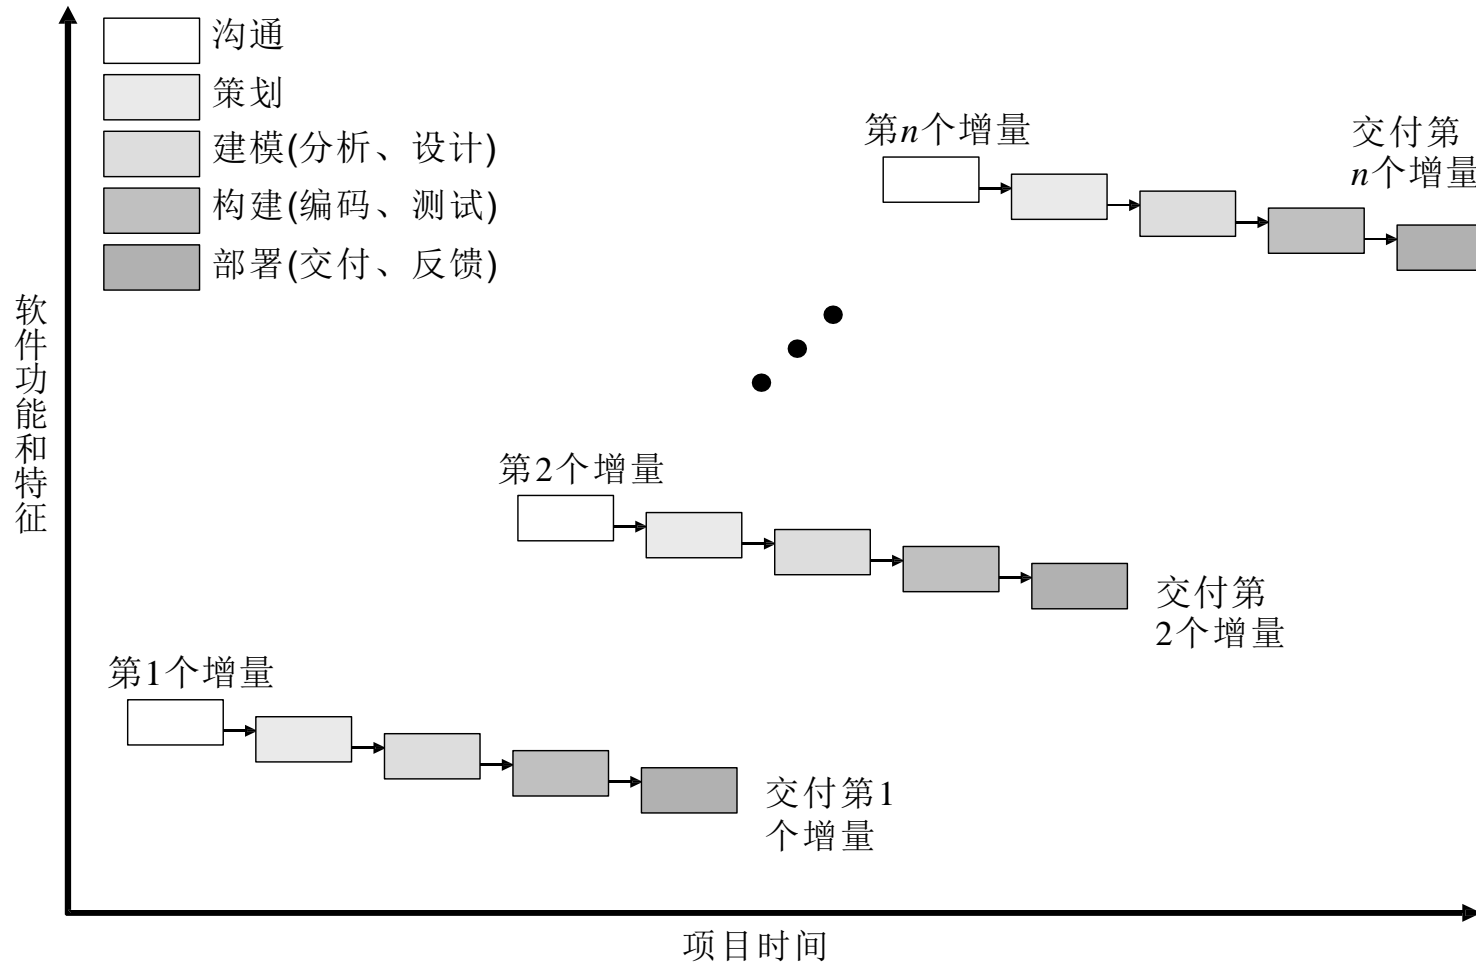 沟通
策划
建模(分析、设计)
构建(编码、测试)
部署(交付、反馈)
第n个增量
交付第
n个增量
软件功能和特征
第2个增量
交付第
2个增量
第1个增量
交付第1
个增量
项目时间